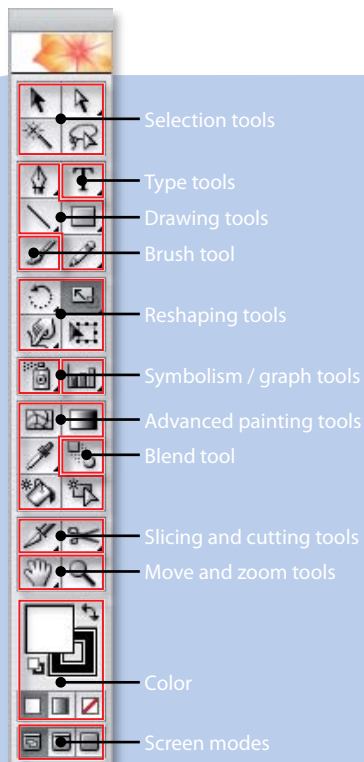 Selection tools
Type tools
Drawing tools
Brush tool
Reshaping tools
Symbolism / graph tools
Advanced painting tools
Blend tool
Slicing and cutting tools
Move and zoom tools
Color
Screen modes